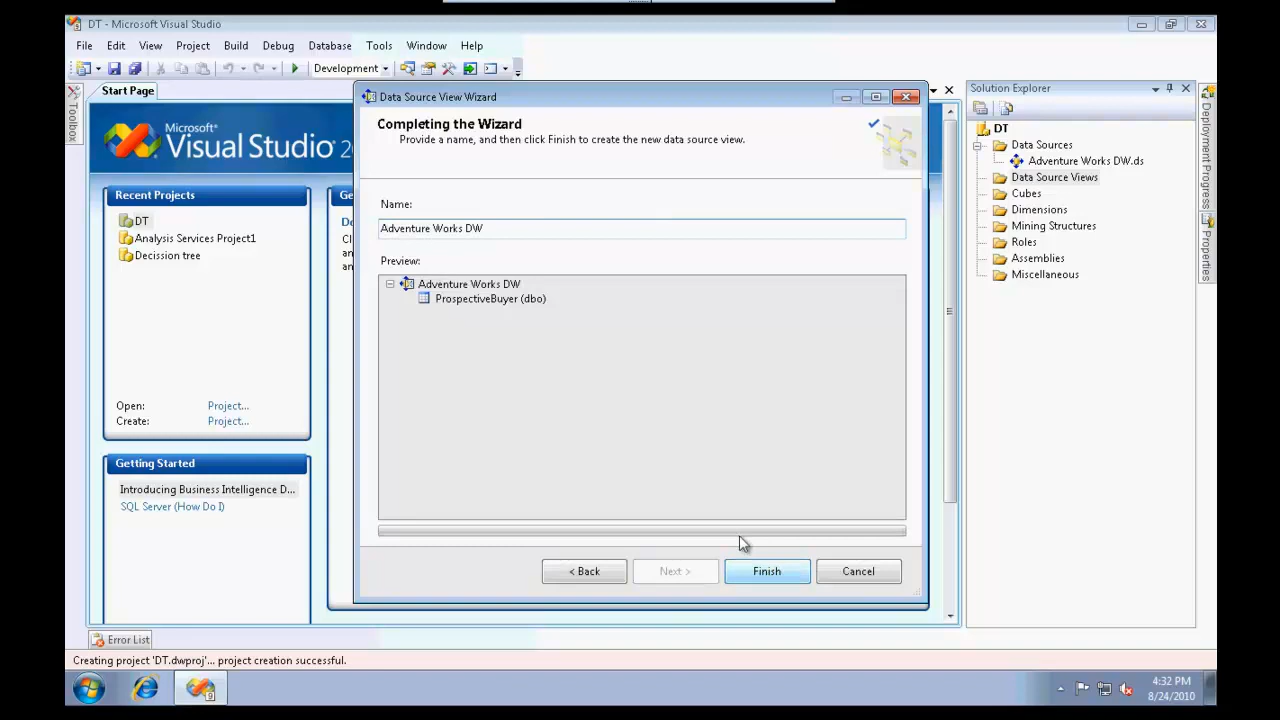 DT - Microsoft Visual Studio
File Edit View Project Build Debug Database Tools Window Help
Development
Start Page
Toolbox
Microsoft®
Visual Studio
Recent Projects
DT
Analysis Services Project1
Decission tree
Open: Project...
Create: Project...
Getting Started
Introducing Business Intelligence D...
SQL Server (How Do I)
Data Source View Wizard
Completing the Wizard
Provide a name, and then click Finish to create the new data source view.
Name:
Adventure Works DW
Preview:
Adventure Works DW
ProspectiveBuyer (dbo)
< Back Next > Finish Cancel
Solution Explorer
DT
Data Sources
Adventure Works DW.ds
Data Source Views
Cubes
Dimensions
Mining Structures
Roles
Assemblies
Miscellaneous
Deployment Progress
Properties
Error List
Creating project 'DT.dwproj'... project creation successful.
4:32 PM
8/24/2010